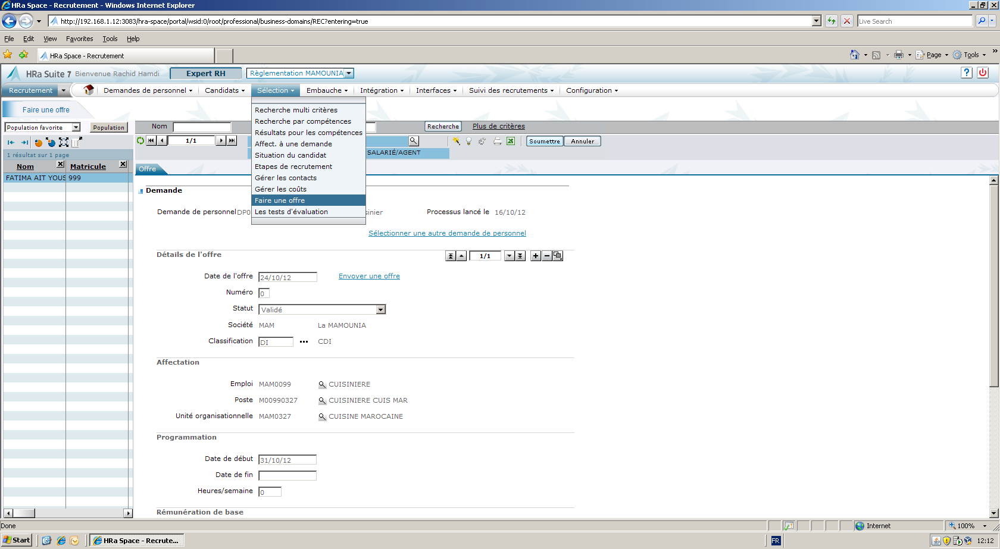 HRa Space - Recrutement - Windows Internet Explorer
http://192.168.1.12:3083/hra-space/portal/wsid:0/root/professional/business-domains/REC?entering=true
Live Search
File Edit View Favorites Tools Help
HRa Space - Recrutement
Page Tools »
HRa Suite 7 Bienvenue Rachid Hamdi Expert RH Règlementation MAMOUNIA ?
Recrutement Demandes de personnel Candidats Sélection Embauche Intégration Interfaces Suivi des recrutements Configuration
Faire une offre
Recherche multi critères
Recherche par compétences
Résultats pour les compétences
Affect. à une demande
Situation du candidat
Etapes de recrutement
Gérer les contacts
Gérer les coûts
Faire une offre
Les tests d'évaluation
Population favorite Population
Nom Recherche Plus de critères
1/1 Soumettre Annuler
SALARIÉ/AGENT
1 résultat sur 1 page
Nom Matricule
FATIMA AIT YOUS 999
Offre
Demande
Demande de personnel DP0 sinier Processus lancé le 16/10/12
Sélectionner une autre demande de personnel
Détails de l'offre 1/1
Date de l'offre 24/10/12 Envoyer une offre
Numéro 0
Statut Validé
Société MAM La MAMOUNIA
Classification DI ... CDI
Affectation
Emploi MAM0099 CUISINIERE
Poste M00990327 CUISINIERE CUIS MAR
Unité organisationnelle MAM0327 CUISINE MAROCAINE
Programmation
Date de début 31/10/12
Date de fin
Heures/semaine 0
Rémunération de base
Done Internet 100%
Start HRa Space - Recrute... FR 12:12